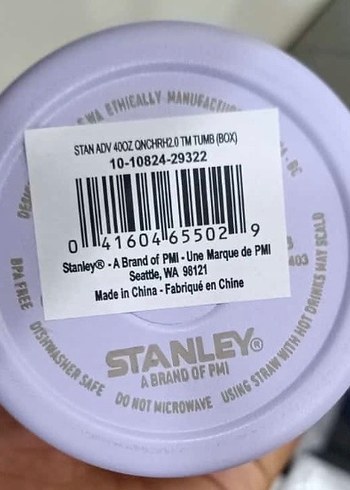 ETHICALLY MANUFACTU
STAN ADV 40OZ QNCHRH2.0 TM TUMB (BOX)
10-10824-29322
0 41604 65502 9
Stanley® - A Brand of PMI - Une Marque de PMI
Seattle, WA 98121
Made in China - Fabriqué en Chine
403
STANLEY®
A BRAND OF PMI
BPA FREE DISHWASHER SAFE DO NOT MICROWAVE USING STRAW WITH HOT DRINKS MAY SCALD